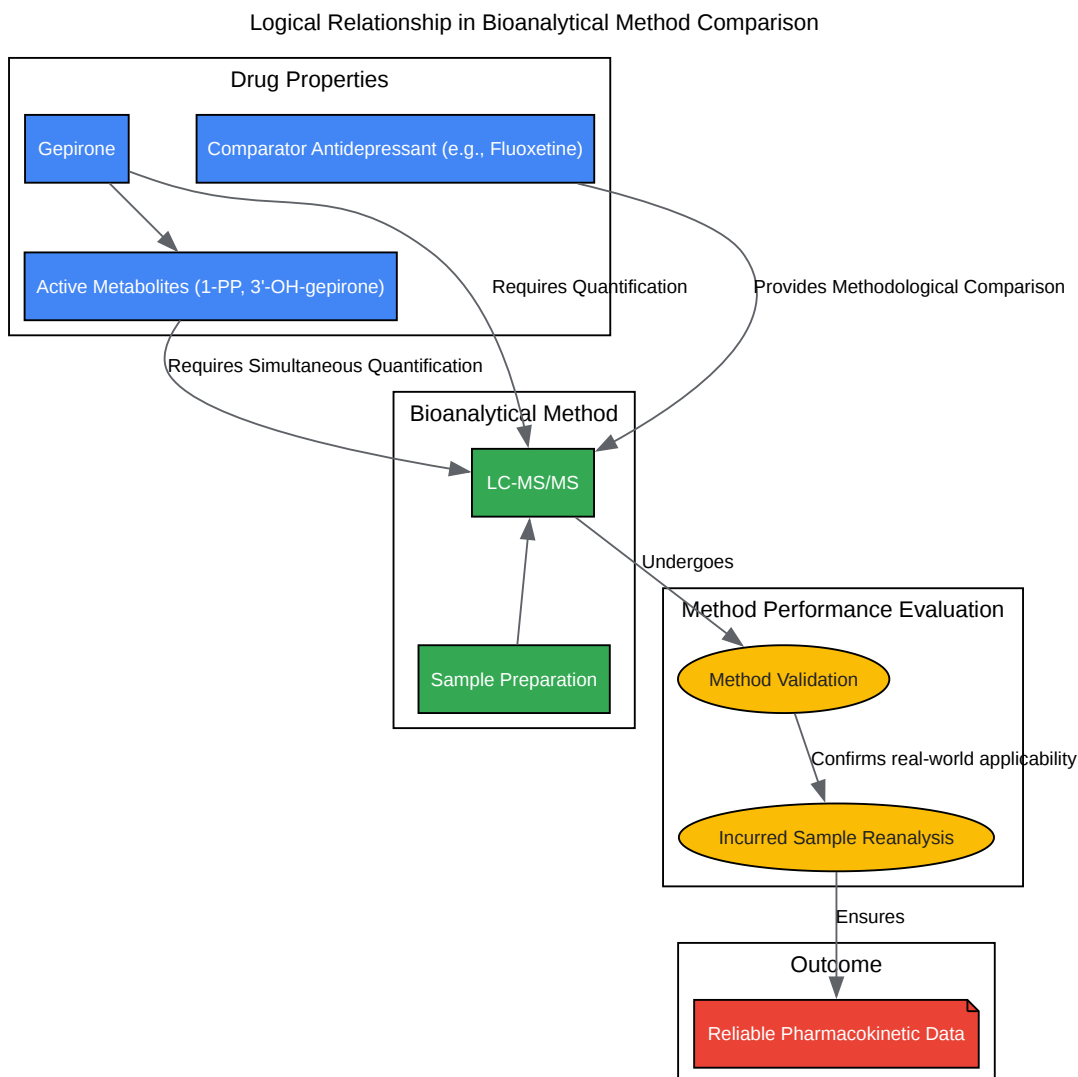 Logical Relationship in Bioanalytical Method Comparison
Drug Properties
Gepirone
Comparator Antidepressant (e.g., Fluoxetine)
Active Metabolites (1-PP, 3'-OH-gepirone)
Requires Quantification
Provides Methodological Comparison
Requires Simultaneous Quantification
Bioanalytical Method
LC-MS/MS
Undergoes
Method Performance Evaluation
Sample Preparation
Method Validation
Confirms real-world applicability
Incurred Sample Reanalysis
Ensures
Outcome
Reliable Pharmacokinetic Data